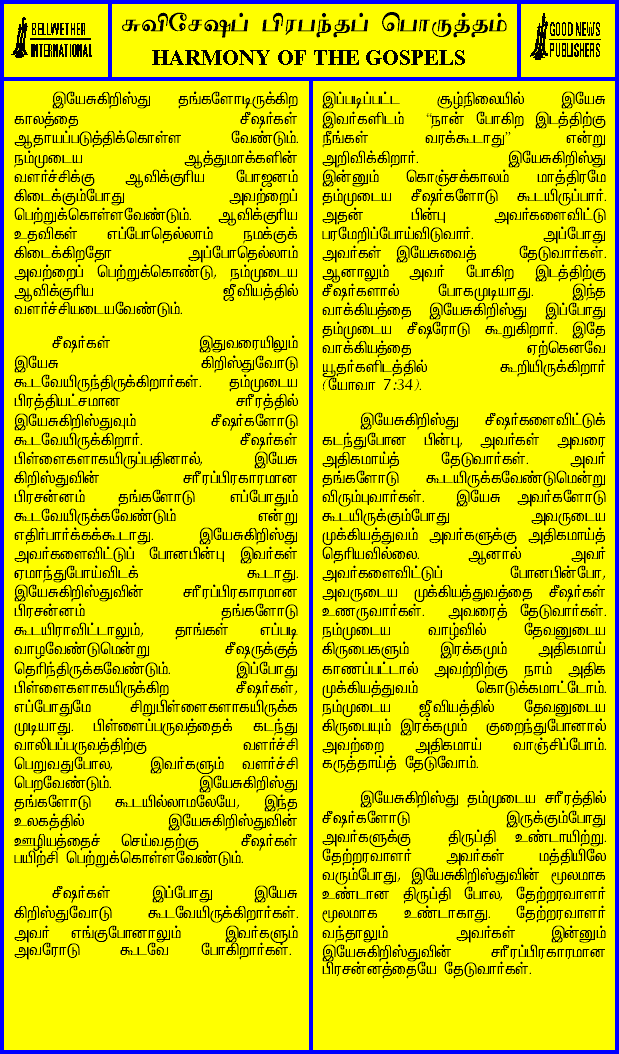 BELLWETHER
INTERNATIONAL
சுவிசேஷப் பிரபந்தப் பொருத்தம்
HARMONY OF THE GOSPELS
GOOD NEWS
PUBLISHERS
இயேசுகிறிஸ்து தங்களோடிருக்கிற
காலத்தை சீஷர்கள்
ஆதாயப்படுத்திக்கொள்ள வேண்டும்.
நம்முடைய ஆத்துமாக்களின்
வளர்ச்சிக்கு ஆவிக்குரிய போஜனம்
கிடைக்கும்போது அவற்றைப்
பெற்றுக்கொள்ளவேண்டும். ஆவிக்குரிய
உதவிகள் எப்போதெல்லாம் நமக்குக்
கிடைக்கிறதோ அப்போதெல்லாம்
அவற்றைப் பெற்றுக்கொண்டு, நம்முடைய
ஆவிக்குரிய ஜீவியத்தில்
வளர்ச்சியடையவேண்டும்.
சீஷர்கள் இதுவரையிலும்
இயேசு கிறிஸ்துவோடு
கூடவேயிருந்திருக்கிறார்கள். தம்முடைய
பிரத்தியட்சமான சரீரத்தில்
இயேசுகிறிஸ்துவும் சீஷர்களோடு
கூடவேயிருக்கிறார். சீஷர்கள்
பிள்ளைகளாகயிருப்பதினால், இயேசு
கிறிஸ்துவின் சரீரப்பிரகாரமான
பிரசன்னம் தங்களோடு எப்போதும்
கூடவேயிருக்கவேண்டும் என்று
எதிர்பார்க்கக்கூடாது. இயேசுகிறிஸ்து
அவர்களைவிட்டுப் போனபின்பு இவர்கள்
ஏமாந்துபோய்விடக் கூடாது.
இயேசுகிறிஸ்துவின் சரீரப்பிரகாரமான
பிரசன்னம் தங்களோடு
கூடயிராவிட்டாலும், தாங்கள் எப்படி
வாழவேண்டுமென்று சீஷருக்குத்
தெரிந்திருக்கவேண்டும். இப்போது
பிள்ளைகளாகயிருக்கிற சீஷர்கள்,
எப்போதுமே சிறுபிள்ளைகளாகயிருக்க
முடியாது. பிள்ளைப்பருவத்தைக் கடந்து
வாலிபப்பருவத்திற்கு வளர்ச்சி
பெறுவதுபோல, இவர்களும் வளர்ச்சி
பெறவேண்டும். இயேசுகிறிஸ்து
தங்களோடு கூடயில்லாமலேயே, இந்த
உலகத்தில் இயேசுகிறிஸ்துவின்
ஊழியத்தைச் செய்வதற்கு சீஷர்கள்
பயிற்சி பெற்றுக்கொள்ளவேண்டும்.
சீஷர்கள் இப்போது இயேசு
கிறிஸ்துவோடு கூடவேயிருக்கிறார்கள்.
அவர் எங்குபோனாலும் இவர்களும்
அவரோடு கூடவே போகிறார்கள்.
இப்படிப்பட்ட சூழ்நிலையில் இயேசு
இவர்களிடம் “நான் போகிற இடத்திற்கு
நீங்கள் வரக்கூடாது” என்று
அறிவிக்கிறார். இயேசுகிறிஸ்து
இன்னும் கொஞ்சக்காலம் மாத்திரமே
தம்முடைய சீஷர்களோடு கூடயிருப்பார்.
அதன் பின்பு அவர்களைவிட்டு
பரமேறிப்போய்விடுவார். அப்போது
அவர்கள் இயேசுவைத் தேடுவார்கள்.
ஆனாலும் அவர் போகிற இடத்திற்கு
சீஷர்களால் போகமுடியாது. இந்த
வாக்கியத்தை இயேசுகிறிஸ்து இப்போது
தம்முடைய சீஷரோடு கூறுகிறார். இதே
வாக்கியத்தை ஏற்கெனவே
யூதர்களிடத்தில் கூறியிருக்கிறார்
(யோவா 7:34).
இயேசுகிறிஸ்து சீஷர்களைவிட்டுக்
கடந்துபோன பின்பு, அவர்கள் அவரை
அதிகமாய்த் தேடுவார்கள். அவர்
தங்களோடு கூடயிருக்கவேண்டுமென்று
விரும்புவார்கள். இயேசு அவர்களோடு
கூடயிருக்கும்போது அவருடைய
முக்கியத்துவம் அவர்களுக்கு அதிகமாய்த்
தெரியவில்லை. ஆனால் அவர்
அவர்களைவிட்டுப் போனபின்போ,
அவருடைய முக்கியத்துவத்தை சீஷர்கள்
உணருவார்கள். அவரைத் தேடுவார்கள்.
நம்முடைய வாழ்வில் தேவனுடைய
கிருபைகளும் இரக்கமும் அதிகமாய்
காணப்பட்டால் அவற்றிற்கு நாம் அதிக
முக்கியத்துவம் கொடுக்கமாட்டோம்.
நம்முடைய ஜீவியத்தில் தேவனுடைய
கிருபையும் இரக்கமும் குறைந்துபோனால்
அவற்றை அதிகமாய் வாஞ்சிப்போம்.
கருத்தாய்த் தேடுவோம்.
இயேசுகிறிஸ்து தம்முடைய சரீரத்தில்
சீஷர்களோடு இருக்கும்போது
அவர்களுக்கு திருப்தி உண்டாயிற்று.
தேற்றரவாளர் அவர்கள் மத்தியிலே
வரும்போது, இயேசுகிறிஸ்துவின் மூலமாக
உண்டான திருப்தி போல, தேற்றரவாளர்
மூலமாக உண்டாகாது. தேற்றரவாளர்
வந்தாலும் அவர்கள் இன்னும்
இயேசுகிறிஸ்துவின் சரீரப்பிரகாரமான
பிரசன்னத்தையே தேடுவார்கள்.